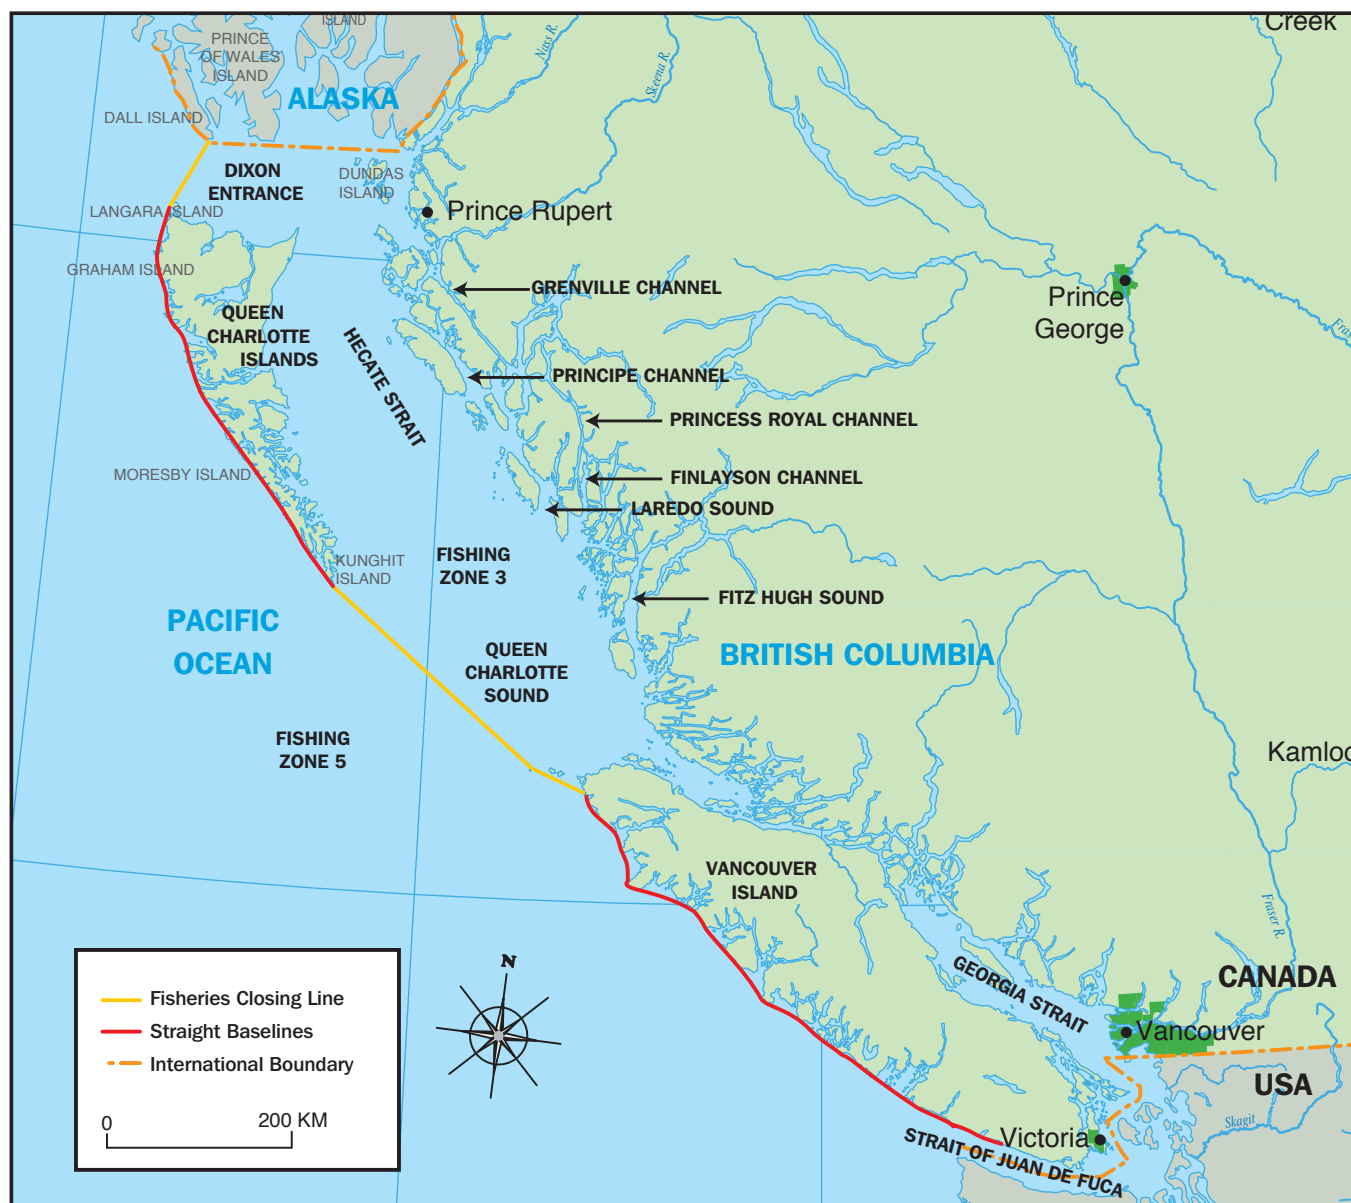 ISLAND
Creek
PRINCE
OF WALES
ISLAND
Nass R.
Skeena R.
ALASKA
DALL ISLAND
DIXON
ENTRANCE
DUNDAS
ISLAND
LANGARA ISLAND
Prince Rupert
GRAHAM ISLAND
GRENVILLE CHANNEL
Prince
George
QUEEN
CHARLOTTE
ISLANDS
HECATE STRAIT
PRINCIPE CHANNEL
PRINCESS ROYAL CHANNEL
MORESBY ISLAND
FINLAYSON CHANNEL
LAREDO SOUND
KUNGHIT
ISLAND
FISHING
ZONE 3
FITZ HUGH SOUND
PACIFIC
OCEAN
QUEEN
CHARLOTTE
SOUND
BRITISH COLUMBIA
FISHING
ZONE 5
VANCOUVER
ISLAND
Fraser R.
N
GEORGIA STRAIT
CANADA
Vancouver
USA
Skagit
Victoria
STRAIT OF JUAN DE FUCA
Fisheries Closing Line
Straight Baselines
International Boundary
0 200 KM